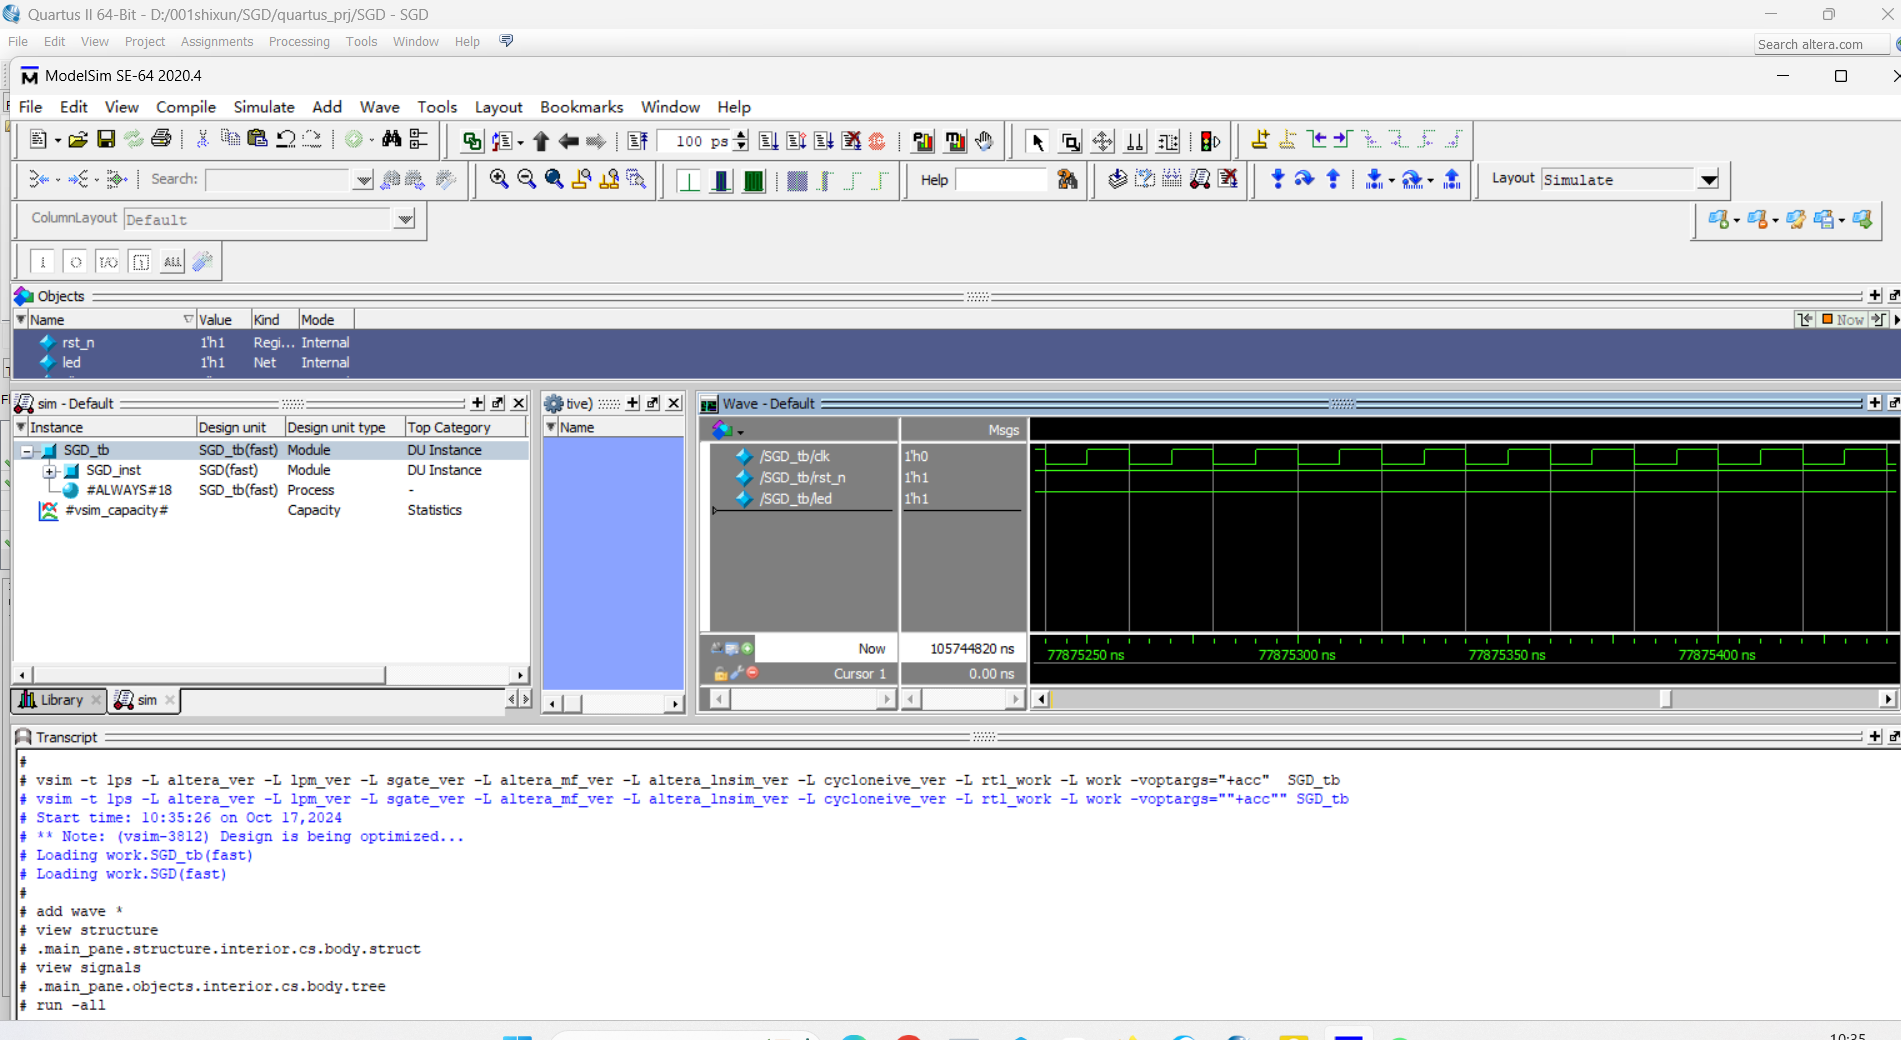 Quartus II 64-Bit - D:/001shixun/SGD/quartus_prj/SGD - SGD
File Edit View Project Assignments Processing Tools Window Help
Search altera.com
ModelSim SE-64 2020.4
File Edit View Compile Simulate Add Wave Tools Layout Bookmarks Window Help
100 ps
Search:
Help
Layout Simulate
ColumnLayout Default
I/O ALL
Objects
Name Value Kind Mode
Now
rst_n 1'h1 Regi... Internal
led 1'h1 Net Internal
sim - Default
Instance Design unit Design unit type Top Category
SGD_tb SGD_tb(fast) Module DU Instance
SGD_inst SGD(fast) Module DU Instance
#ALWAYS#18 SGD_tb(fast) Process -
#vsim_capacity# Capacity Statistics
Library sim
tive)
Name
Wave - Default
Msgs
/SGD_tb/clk 1'h0
/SGD_tb/rst_n 1'h1
/SGD_tb/led 1'h1
Now 105744820 ns
77875250 ns 77875300 ns 77875350 ns 77875400 ns
Cursor 1 0.00 ns
Transcript
#
# vsim -t 1ps -L altera_ver -L lpm_ver -L sgate_ver -L altera_mf_ver -L altera_lnsim_ver -L cycloneive_ver -L rtl_work -L work -voptargs="+acc"  SGD_tb
# vsim -t 1ps -L altera_ver -L lpm_ver -L sgate_ver -L altera_mf_ver -L altera_lnsim_ver -L cycloneive_ver -L rtl_work -L work -voptargs=""+acc"" SGD_tb
# Start time: 10:35:26 on Oct 17,2024
# ** Note: (vsim-3812) Design is being optimized...
# Loading work.SGD_tb(fast)
# Loading work.SGD(fast)
#
# add wave *
# view structure
# .main_pane.structure.interior.cs.body.struct
# view signals
# .main_pane.objects.interior.cs.body.tree
# run -all
10:35